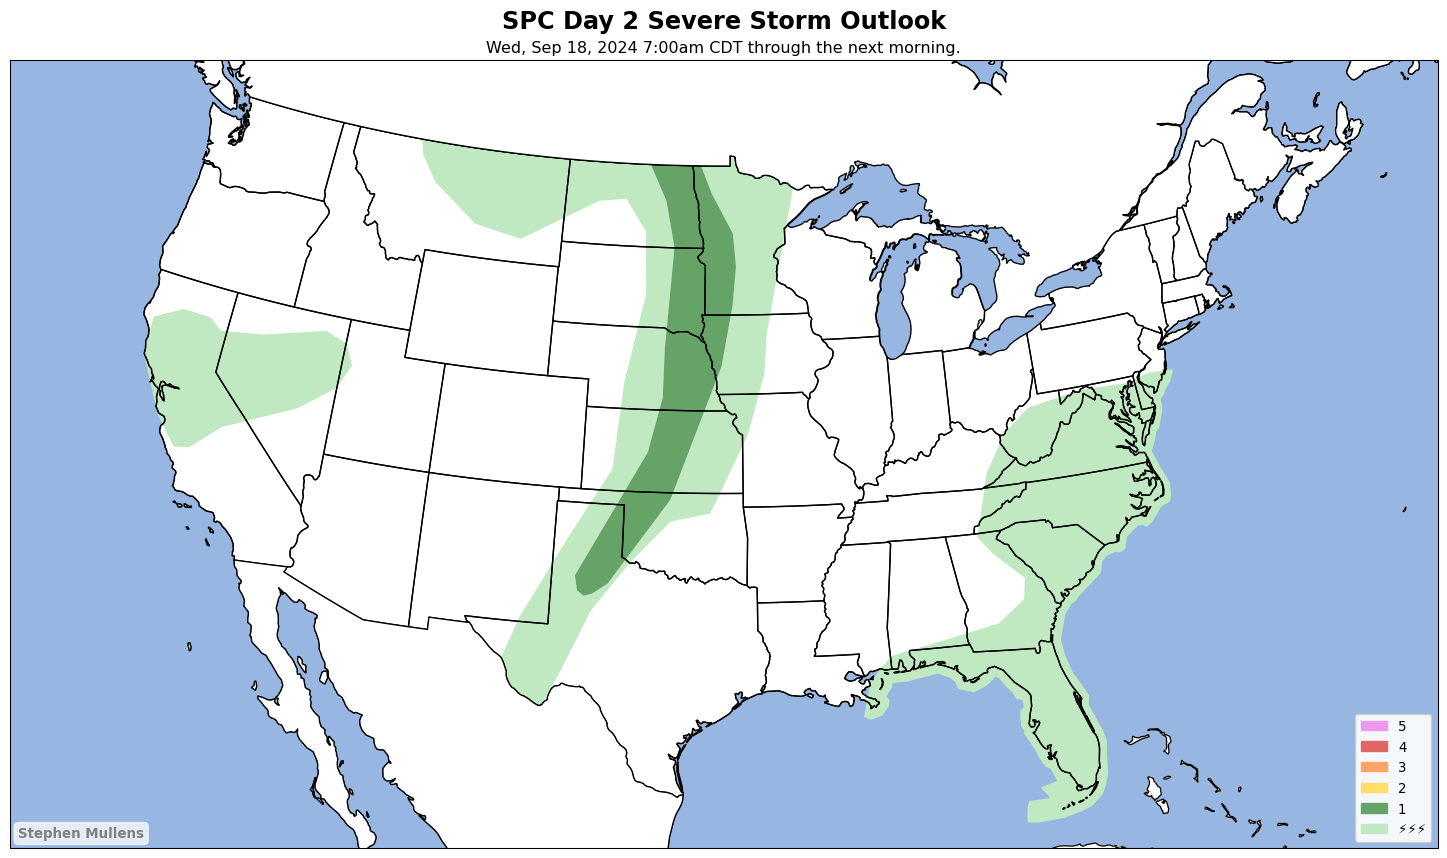 SPC Day 2 Severe Storm Outlook
Wed, Sep 18, 2024 7:00am CDT through the next morning.
5
4
3
2
1
⚡⚡⚡
Stephen Mullens